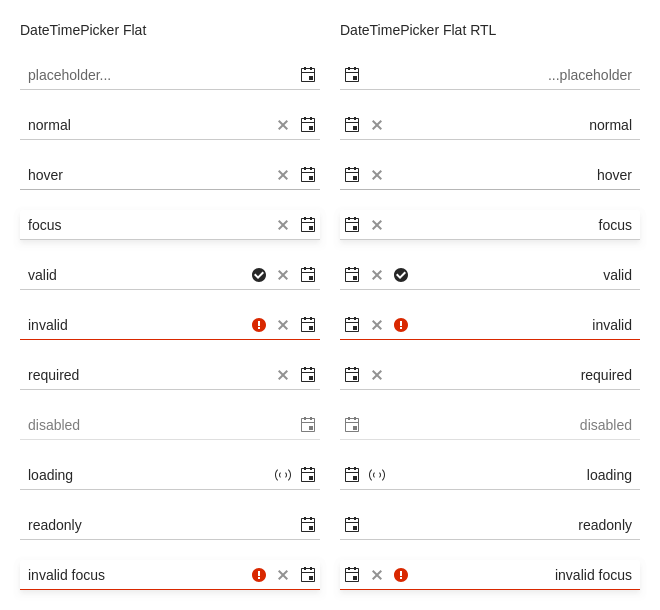 DateTimePicker Flat
placeholder...
normal
hover
focus
valid
invalid
required
disabled
loading
readonly
invalid focus
DateTimePicker Flat RTL
...placeholder
normal
hover
focus
valid
invalid
required
disabled
loading
readonly
invalid focus